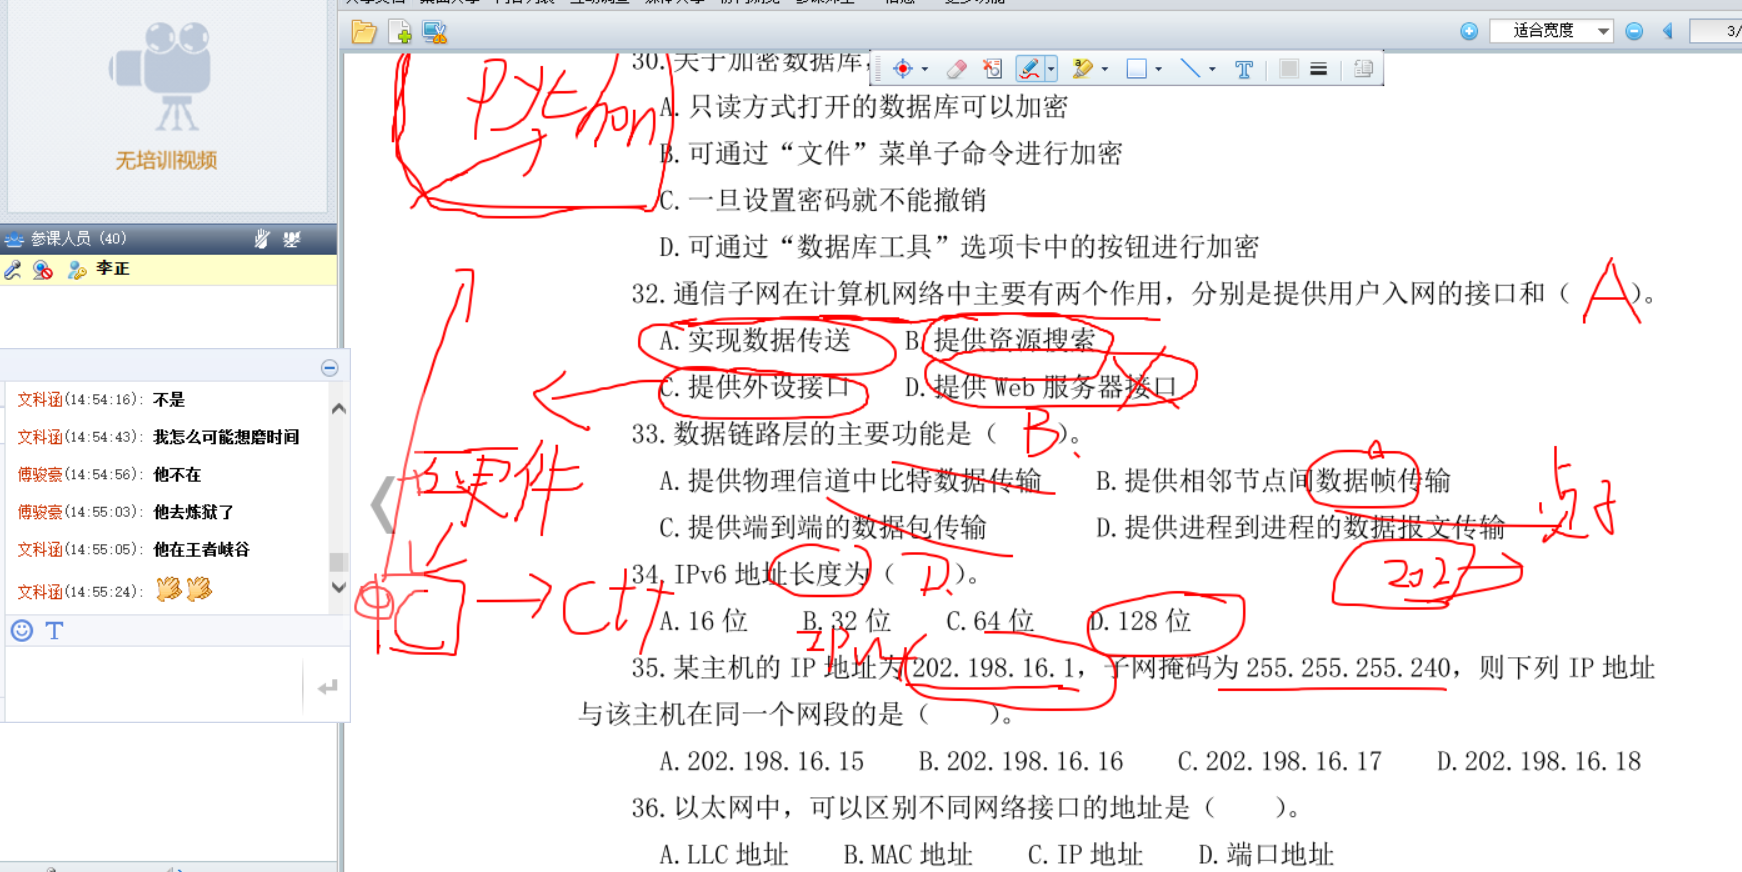 适合宽度
3/
无培训视频
参课人员 (40)
李正
文科涵(14:54:16): 不是
文科涵(14:54:43): 我怎么可能想磨时间
傅骏豪(14:54:56): 他不在
傅骏豪(14:55:03): 他去炼狱了
文科涵(14:55:05): 他在王者峡谷
文科涵(14:55:24):
Python
30.关于加密数据库,
A.只读方式打开的数据库可以加密
B.可通过“文件”菜单子命令进行加密
C.一旦设置密码就不能撤销
D.可通过“数据库工具”选项卡中的按钮进行加密
32.通信子网在计算机网络中主要有两个作用，分别是提供用户入网的接口和（ A ）。
A.实现数据传送 B.提供资源搜索
C.提供外设接口 D.提供 Web 服务器接口
33.数据链路层的主要功能是（ B ）。
A.提供物理信道中比特数据传输 B.提供相邻节点间数据帧传输
C.提供端到端的数据包传输 D.提供进程到进程的数据报文传输
硬件
202
C
C++
34.IPv6 地址长度为（ D ）。
A.16 位 B.32 位 C.64 位 D.128 位
IPv4
35.某主机的 IP 地址为 202.198.16.1，子网掩码为 255.255.255.240，则下列 IP 地址
与该主机在同一个网段的是（ ）。
A.202.198.16.15 B.202.198.16.16 C.202.198.16.17 D.202.198.16.18
36.以太网中，可以区别不同网络接口的地址是（ ）。
A.LLC 地址 B.MAC 地址 C.IP 地址 D.端口地址